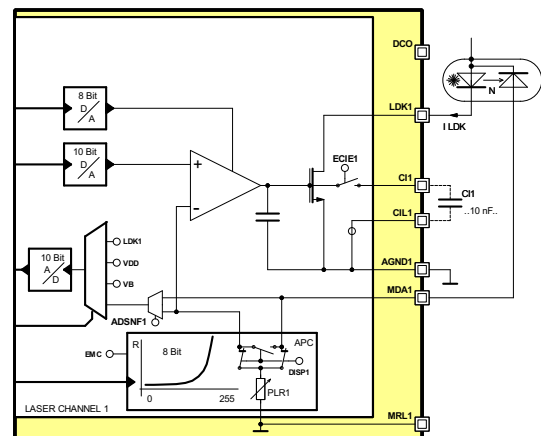 DCO
8 Bit
D
A
LDK1
N
I LDK
10 Bit
D
A
ECIE1
+
CI1
CI1
..10 nF..
−
CIL1
10 Bit
A
D
LDK1
VDD
VB
AGND1
MDA1
ADSNF1
APC
R
8 Bit
EMC
DISP1
PLR1
0
255
LASER CHANNEL 1
MRL1